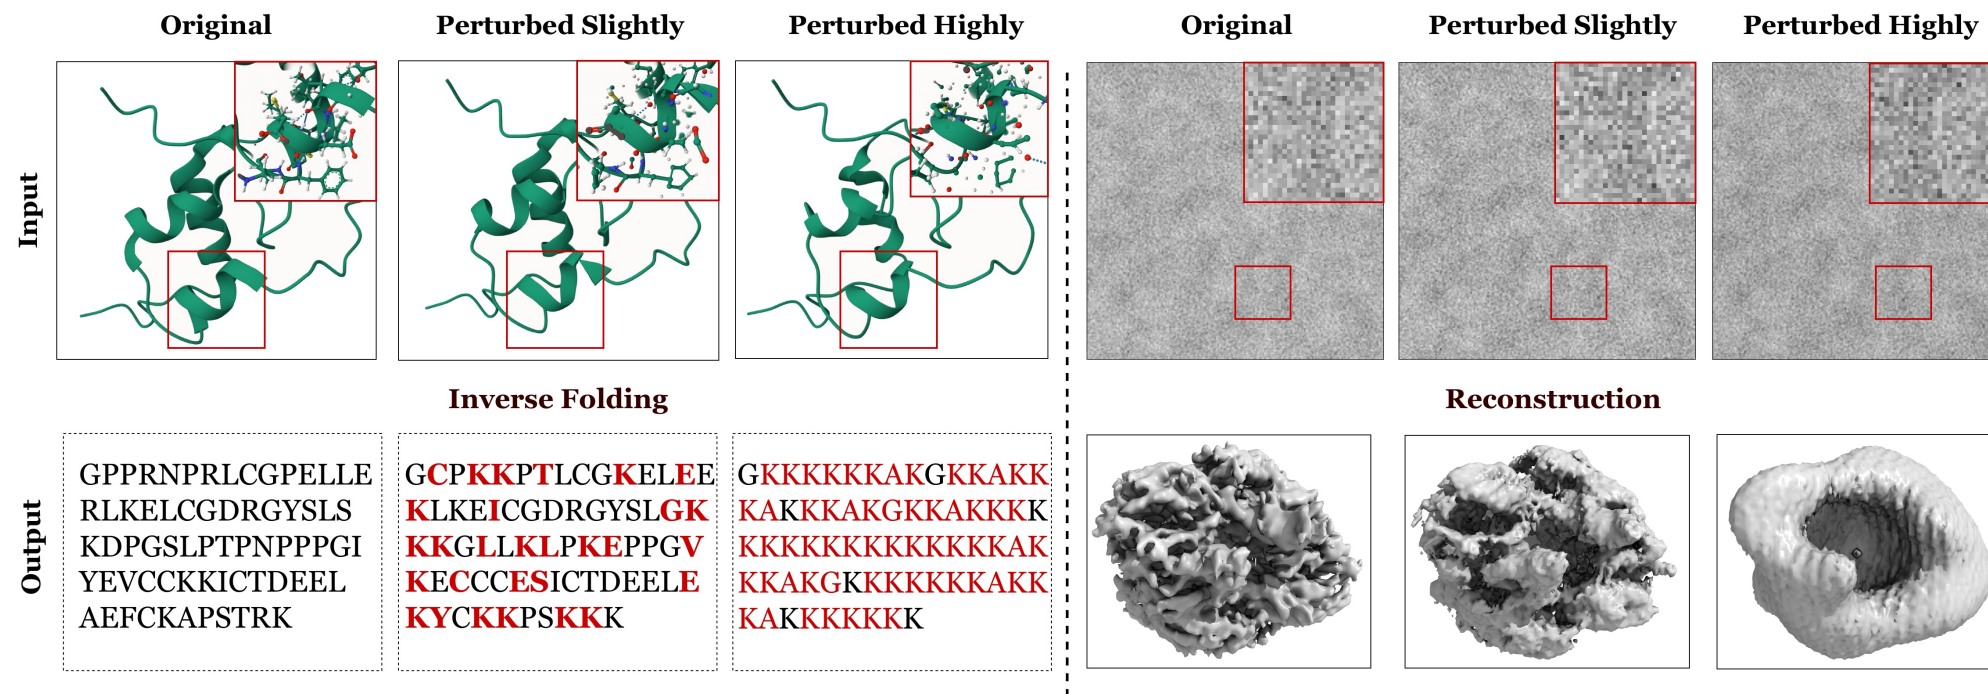 Original
Perturbed Slightly
Perturbed Highly
Original
Perturbed Slightly
Perturbed Highly
Input
Inverse Folding
Reconstruction
Output
GPPRNPRLCGPELLE
RLKELCGDRGYSLS
KDPGSLPTPNPPPGI
YEVCCKKICTDEEL
AEFCKAPSTRK
GCPKKPTLCGKELEE
KLKEICGDRGYSLGK
KKGLLKLPKEPPGV
KECCCESICTDEELE
KYCKKPSKKK
GKKKKKKAKGKKAKK
KAKKKAKGKKAKKKK
KKKKKKKKKKKKKAK
KKAKGKKKKKKKAKK
KAKKKKKKK